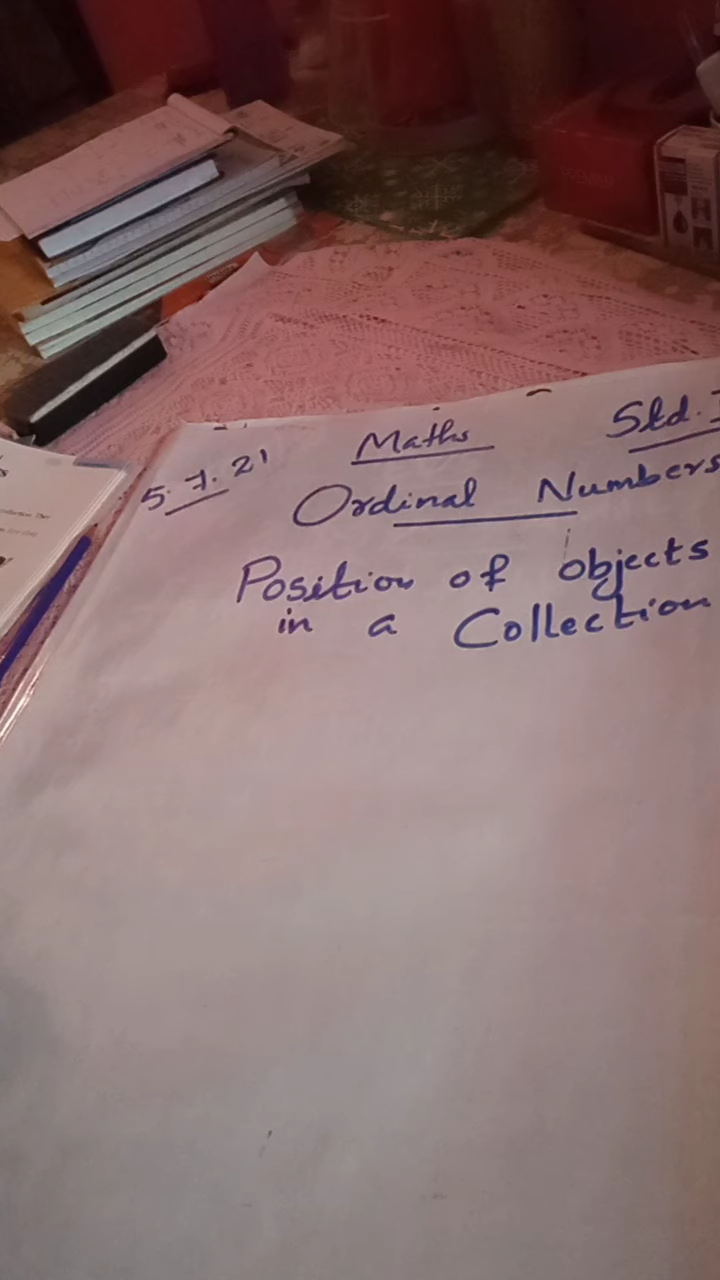 Maths Std. I
5.7.21
Ordinal Numbers
Position of objects
in a Collection